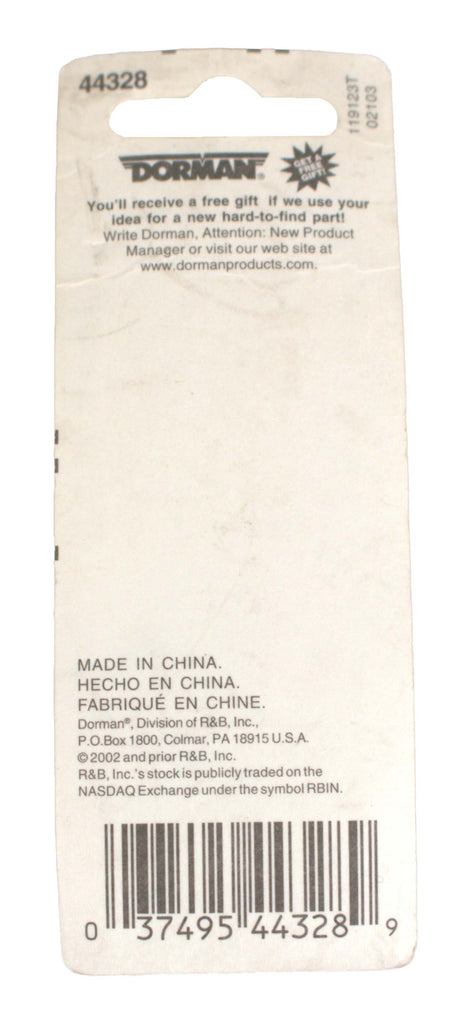 44328
119123T
02103
DORMAN®
GET A
FREE
GIFT!
You'll receive a free gift if we use your
idea for a new hard-to-find part!
Write Dorman, Attention: New Product
Manager or visit our web site at
www.dormanproducts.com.
MADE IN CHINA.
HECHO EN CHINA.
FABRIQUÉ EN CHINE.
Dorman®, Division of R&B, Inc.,
P.O.Box 1800, Colmar, PA 18915 U.S.A.
© 2002 and prior R&B, Inc.
R&B, Inc.'s stock is publicly traded on the
NASDAQ Exchange under the symbol RBIN.
0 37495 44328 9